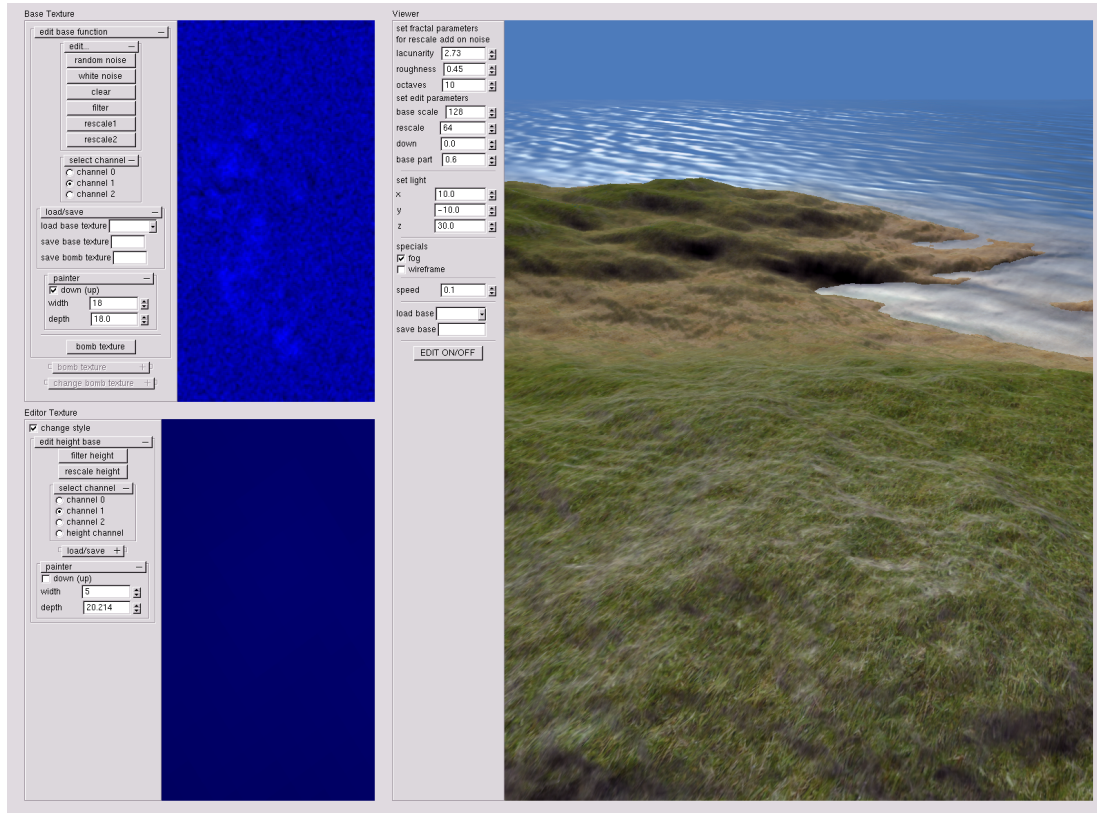 Base Texture
edit base function
edit...
random noise
white noise
clear
filter
rescale1
rescale2
select channel
channel 0
channel 1
channel 2
load/save
load base texture
save base texture
save bomb texture
painter
down (up)
width 18
depth 18.0
bomb texture
bomb texture
change bomb texture
Editor Texture
change style
edit height base
filter height
rescale height
select channel
channel 0
channel 1
channel 2
height channel
load/save
painter
down (up)
width 5
depth 20.214
Viewer
set fractal parameters
for rescale add on noise
lacunarity 2.73
roughness 0.45
octaves 10
set edit parameters
base scale 128
rescale 64
down 0.0
base part 0.6
set light
x 10.0
y -10.0
z 30.0
specials
fog
wireframe
speed 0.1
load base
save base
EDIT ON/OFF